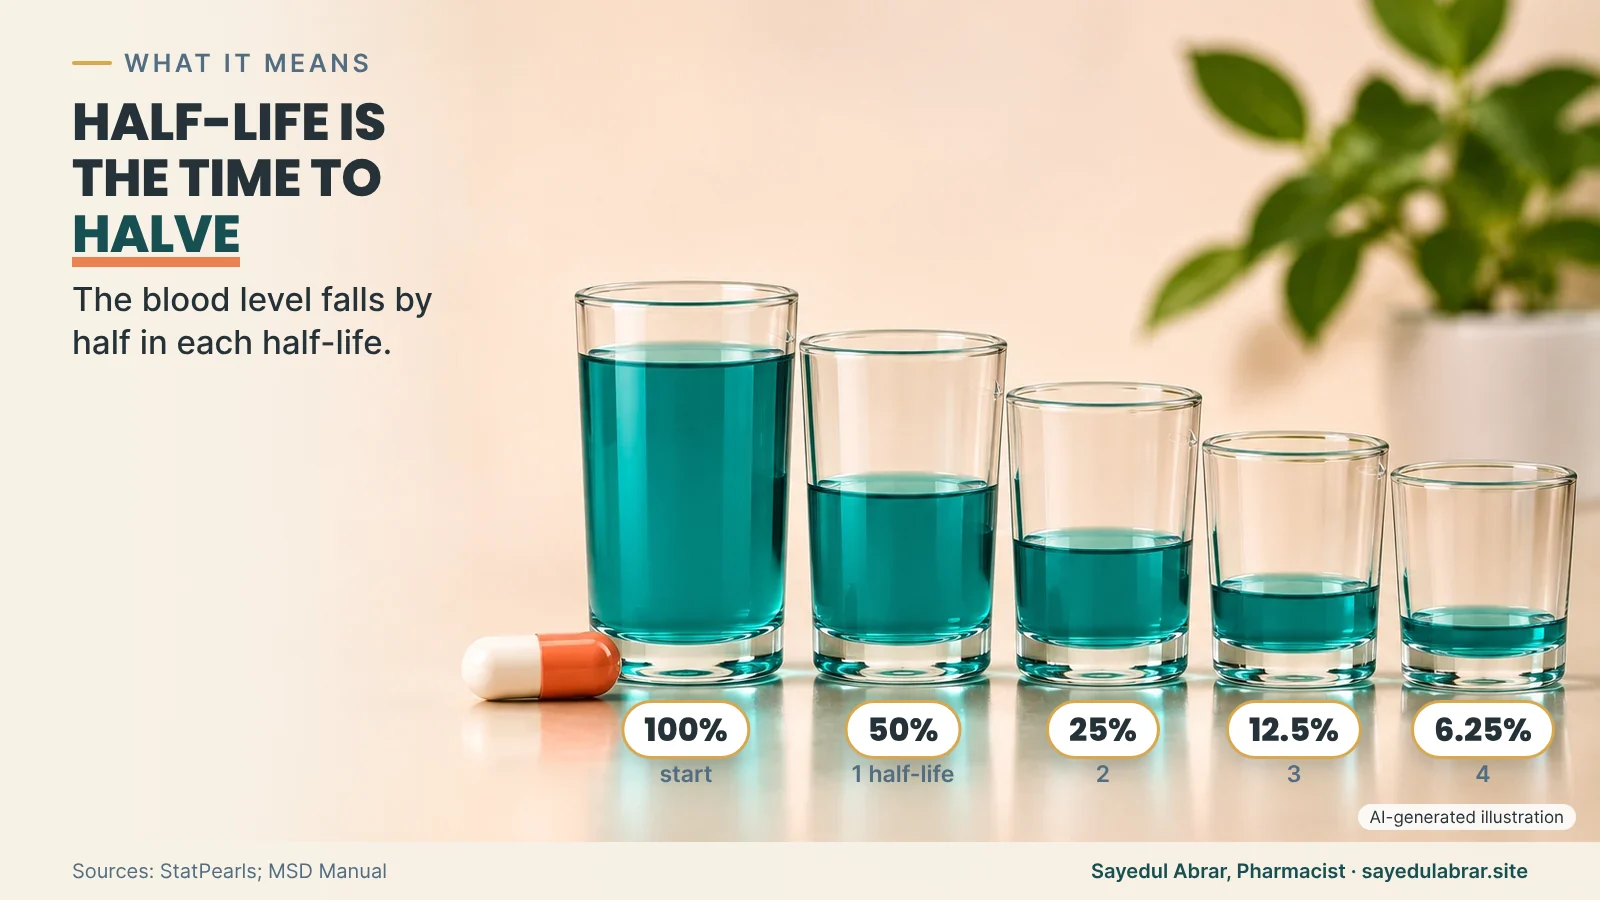 WHAT IT MEANS
HALF-LIFE IS
THE TIME TO
HALVE
The blood level falls by
half in each half-life.
100%
start
50%
1 half-life
25%
2
12.5%
3
6.25%
4
AI-generated illustration
Sources: StatPearls; MSD Manual
Sayedul Abrar, Pharmacist · sayedulabrar.site